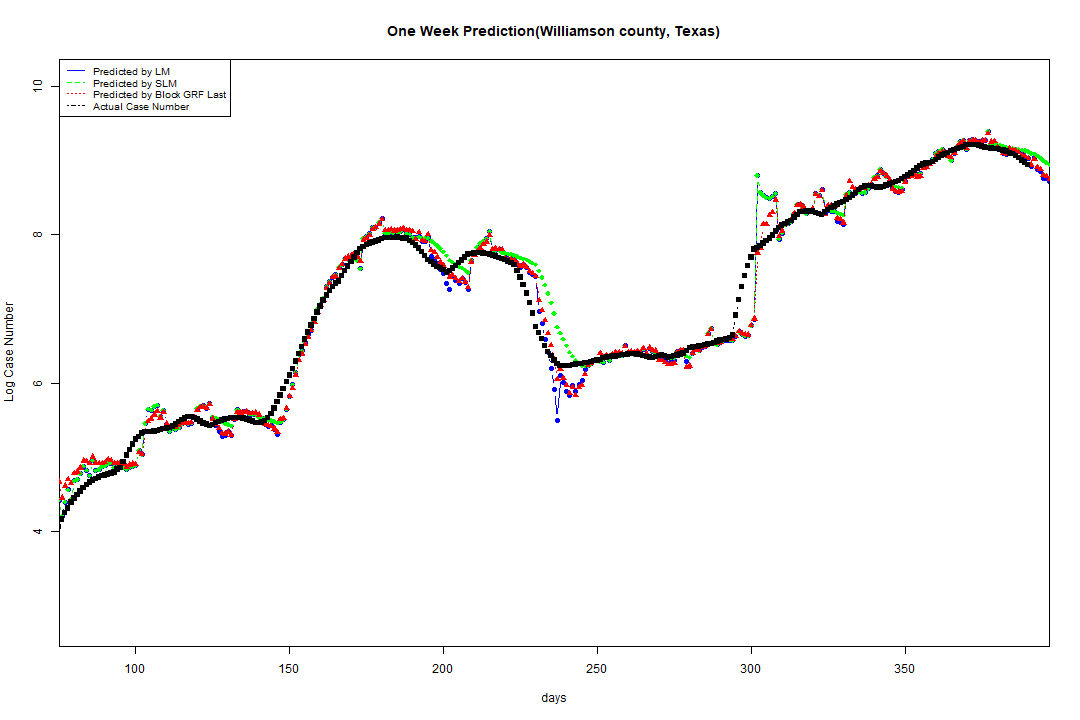 One Week Prediction(Williamson county, Texas)
Predicted by LM
Predicted by SLM
Predicted by Block GRF Last
Actual Case Number
Log Case Number
10
8
6
4
100 150 200 250 300 350
days